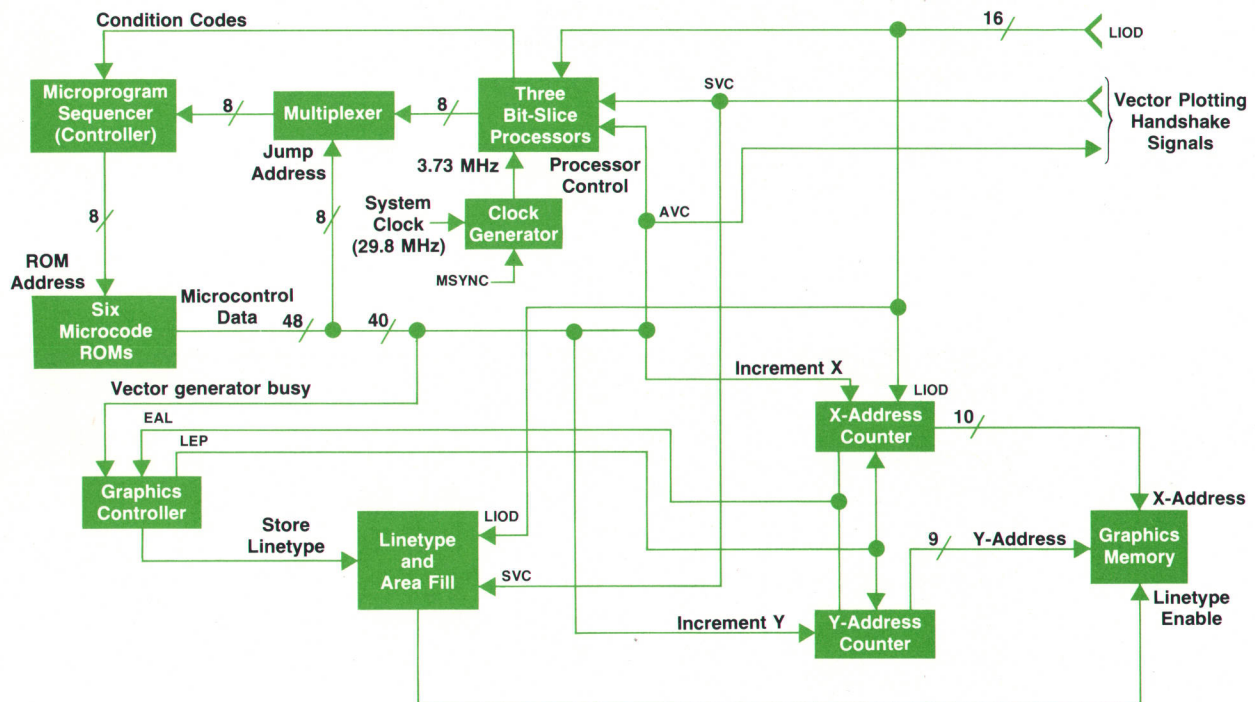 Condition Codes
16
LIOD
Microprogram
Sequencer
(Controller)
8
Multiplexer
8
Three
Bit-Slice
Processors
SVC
Vector Plotting
Handshake
Signals
Jump
Address
3.73 MHz
Processor
Control
8
8
System
Clock
(29.8 MHz)
Clock
Generator
AVC
MSYNC
ROM
Address
Six
Microcode
ROMs
Microcontrol
Data
48
40
Vector generator busy
Increment X
LIOD
EAL
LEP
X-Address
Counter
10
Graphics
Controller
X-Address
Store
Linetype
LIOD
Linetype
and
Area Fill
SVC
9
Y-Address
Graphics
Memory
Linetype
Enable
Increment Y
Y-Address
Counter